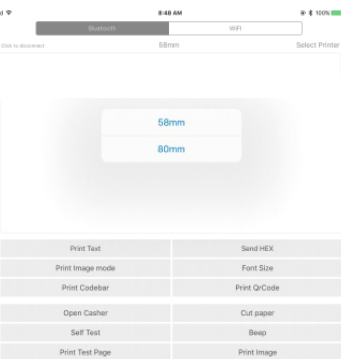 8:48 AM 100%
Bluetooth WiFi
Click to disconnect 58mm Select Printer
58mm
80mm
Print Text Send HEX
Print Image mode Font Size
Print Codebar Print QrCode
Open Casher Cut paper
Self Test Beep
Print Test Page Print Image